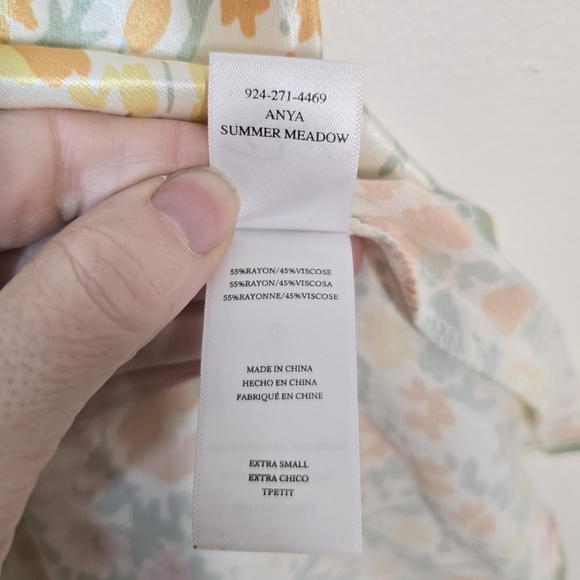 924-271-4469
ANYA
SUMMER MEADOW
55%RAYON/45%VISCOSE
55%RAYON/45%VISCOSA
55%RAYONNE/45%VISCOSE
MADE IN CHINA
HECHO EN CHINA
FABRIQUÉ EN CHINE
EXTRA SMALL
EXTRA CHICO
TPETIT